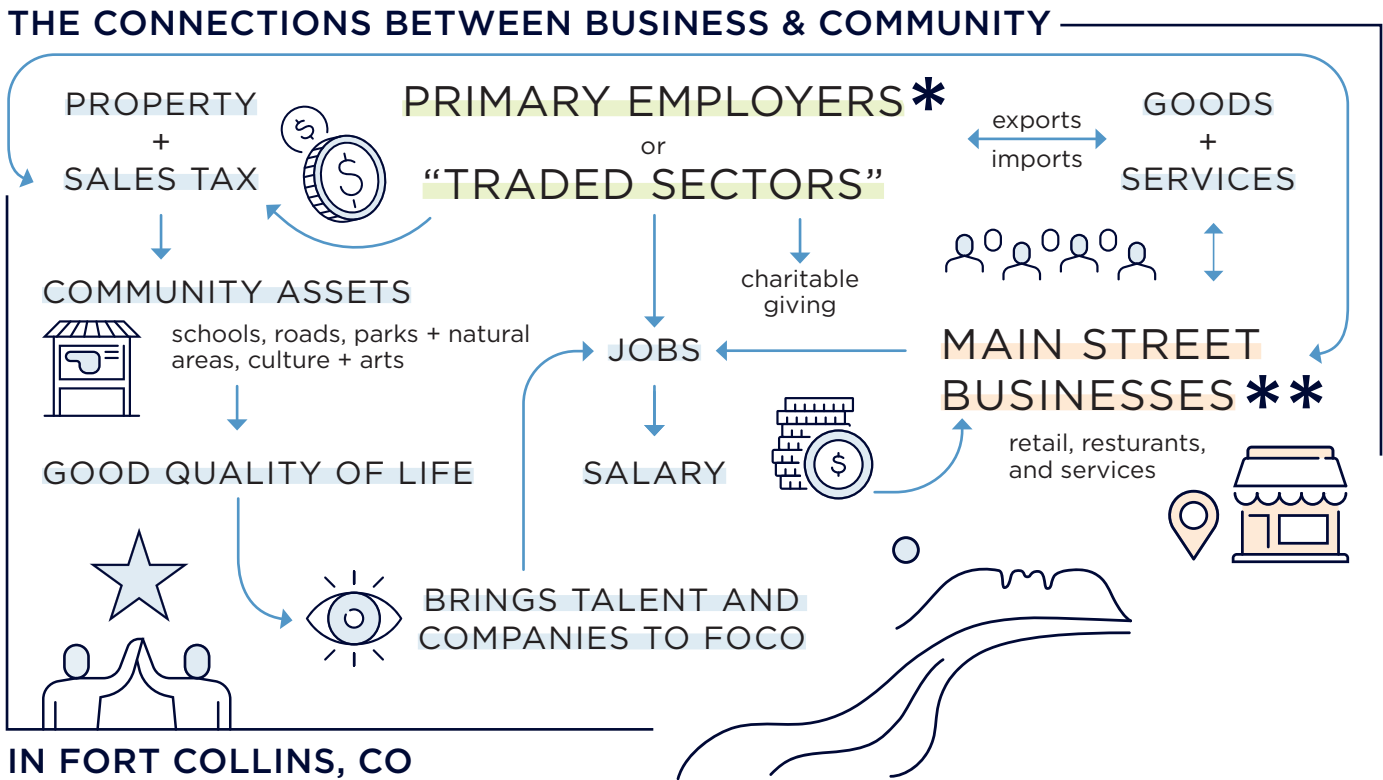 THE CONNECTIONS BETWEEN BUSINESS & COMMUNITY
PROPERTY
+
SALES TAX
$
$
PRIMARY EMPLOYERS*
or
“TRADED SECTORS”
exports
imports
GOODS
+
SERVICES
COMMUNITY ASSETS
schools, roads, parks + natural
areas, culture + arts
charitable
giving
JOBS
MAIN STREET
BUSINESSES**
retail, resturants,
and services
GOOD QUALITY OF LIFE
SALARY
$
BRINGS TALENT AND
COMPANIES TO FOCO
IN FORT COLLINS, CO